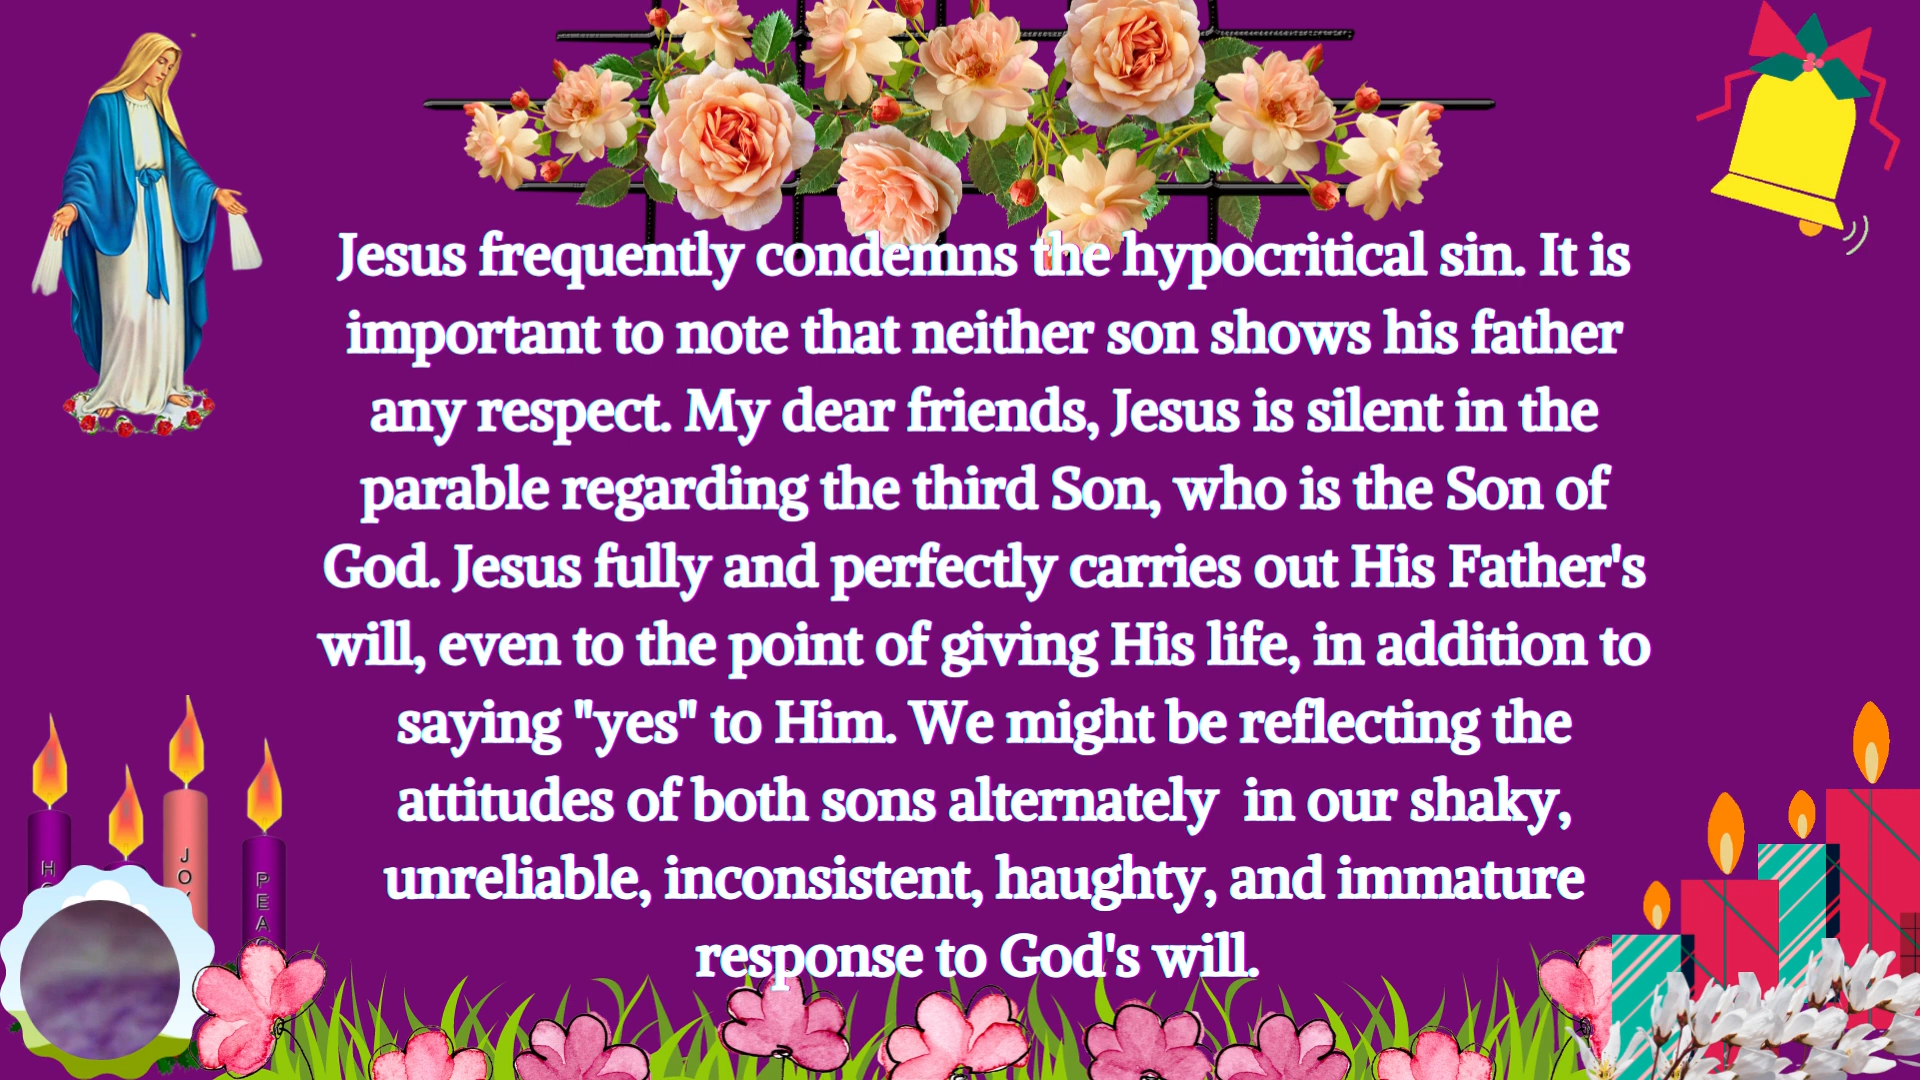 Jesus frequently condemns the hypocritical sin. It is
important to note that neither son shows his father
any respect. My dear friends, Jesus is silent in the
parable regarding the third Son, who is the Son of
God. Jesus fully and perfectly carries out His Father's
will, even to the point of giving His life, in addition to
saying "yes" to Him. We might be reflecting the
attitudes of both sons alternately  in our shaky,
unreliable, inconsistent, haughty, and immature
response to God's will.